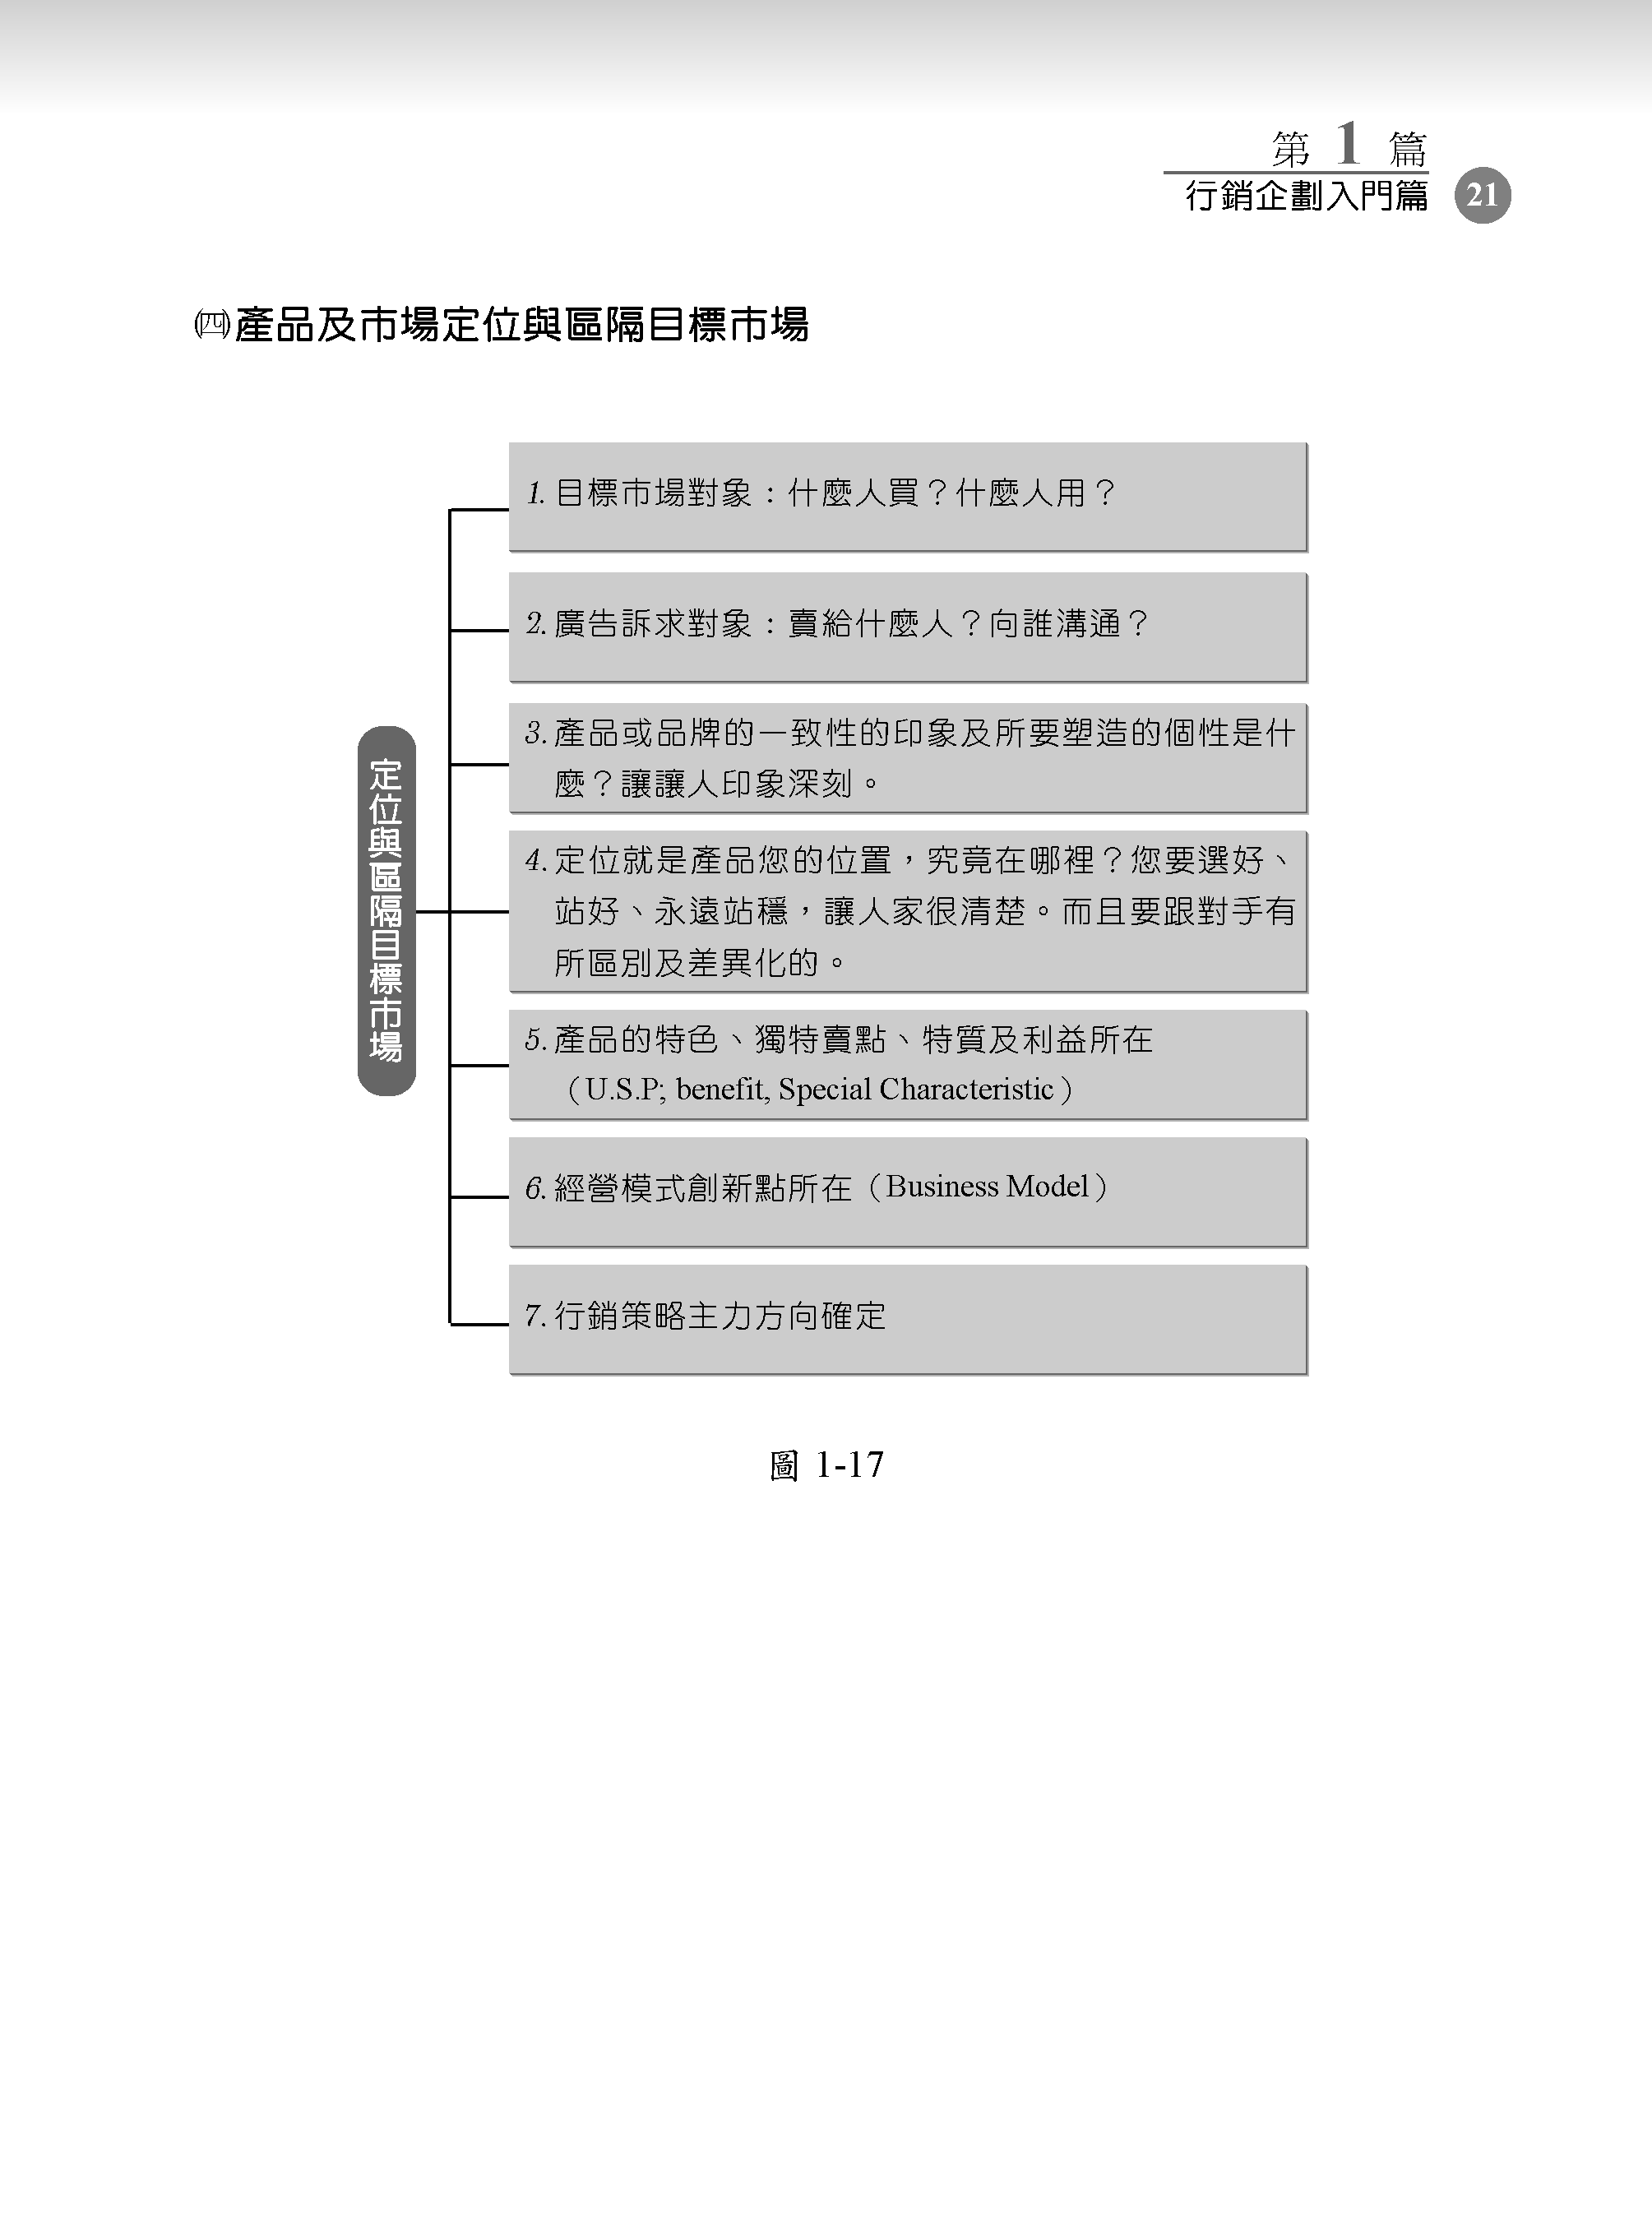 第 1 篇
行銷企劃入門篇 21
㈣產品及市場定位與區隔目標市場
定位與區隔目標市場
1. 目標市場對象：什麼人買？什麼人用？
2. 廣告訴求對象：賣給什麼人？向誰溝通？
3. 產品或品牌的一致性的印象及所要塑造的個性是什
麼？讓讓人印象深刻。
4. 定位就是產品您的位置，究竟在哪裡？您要選好、
站好、永遠站穩，讓人家很清楚。而且要跟對手有
所區別及差異化的。
5. 產品的特色、獨特賣點、特質及利益所在
（U.S.P; benefit, Special Characteristic）
6. 經營模式創新點所在（Business Model）
7. 行銷策略主力方向確定
圖 1-17